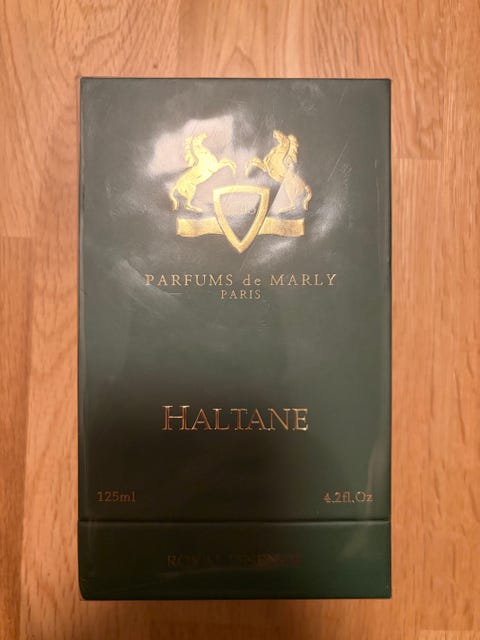 PARFUMS de MARLY
PARIS
HALTANE
125ml 4.2fl.Oz
ROYAL ESSENCE